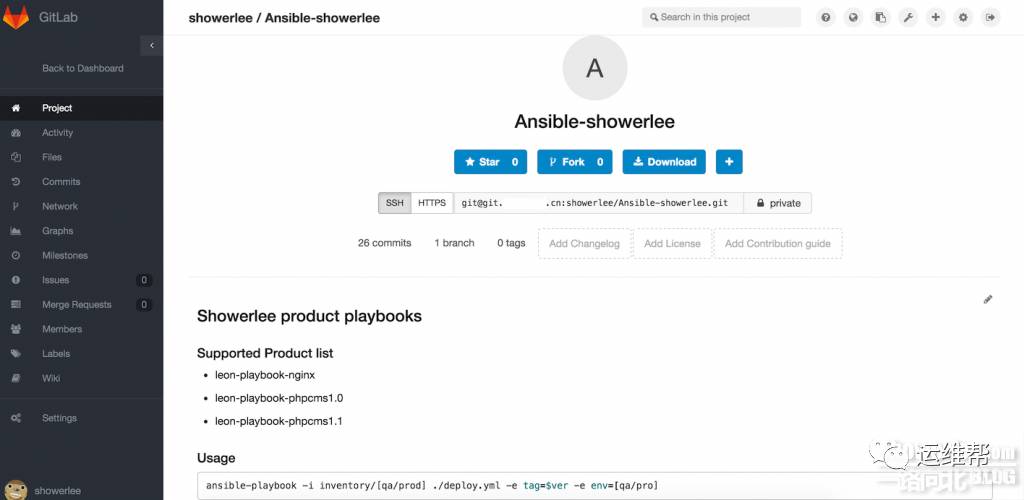 GitLab
showerlee / Ansible-showerlee
Search in this project
Back to Dashboard
Project
Activity
Files
Commits
Network
Graphs
Milestones
Issues 0
Merge Requests 0
Members
Labels
Wiki
Settings
showerlee
A
Ansible-showerlee
Star 0 Fork 0 Download
SSH HTTPS git@git. .cn:showerlee/Ansible-showerlee.git private
26 commits 1 branch 0 tags Add Changelog Add License Add Contribution guide
Showerlee product playbooks
Supported Product list
leon-playbook-nginx
leon-playbook-phpcms1.0
leon-playbook-phpcms1.1
Usage
ansible-playbook -i inventory/[qa/prod] ./deploy.yml -e tag=$ver -e env=[qa/pro]
运维帮
一路向北
BLOG